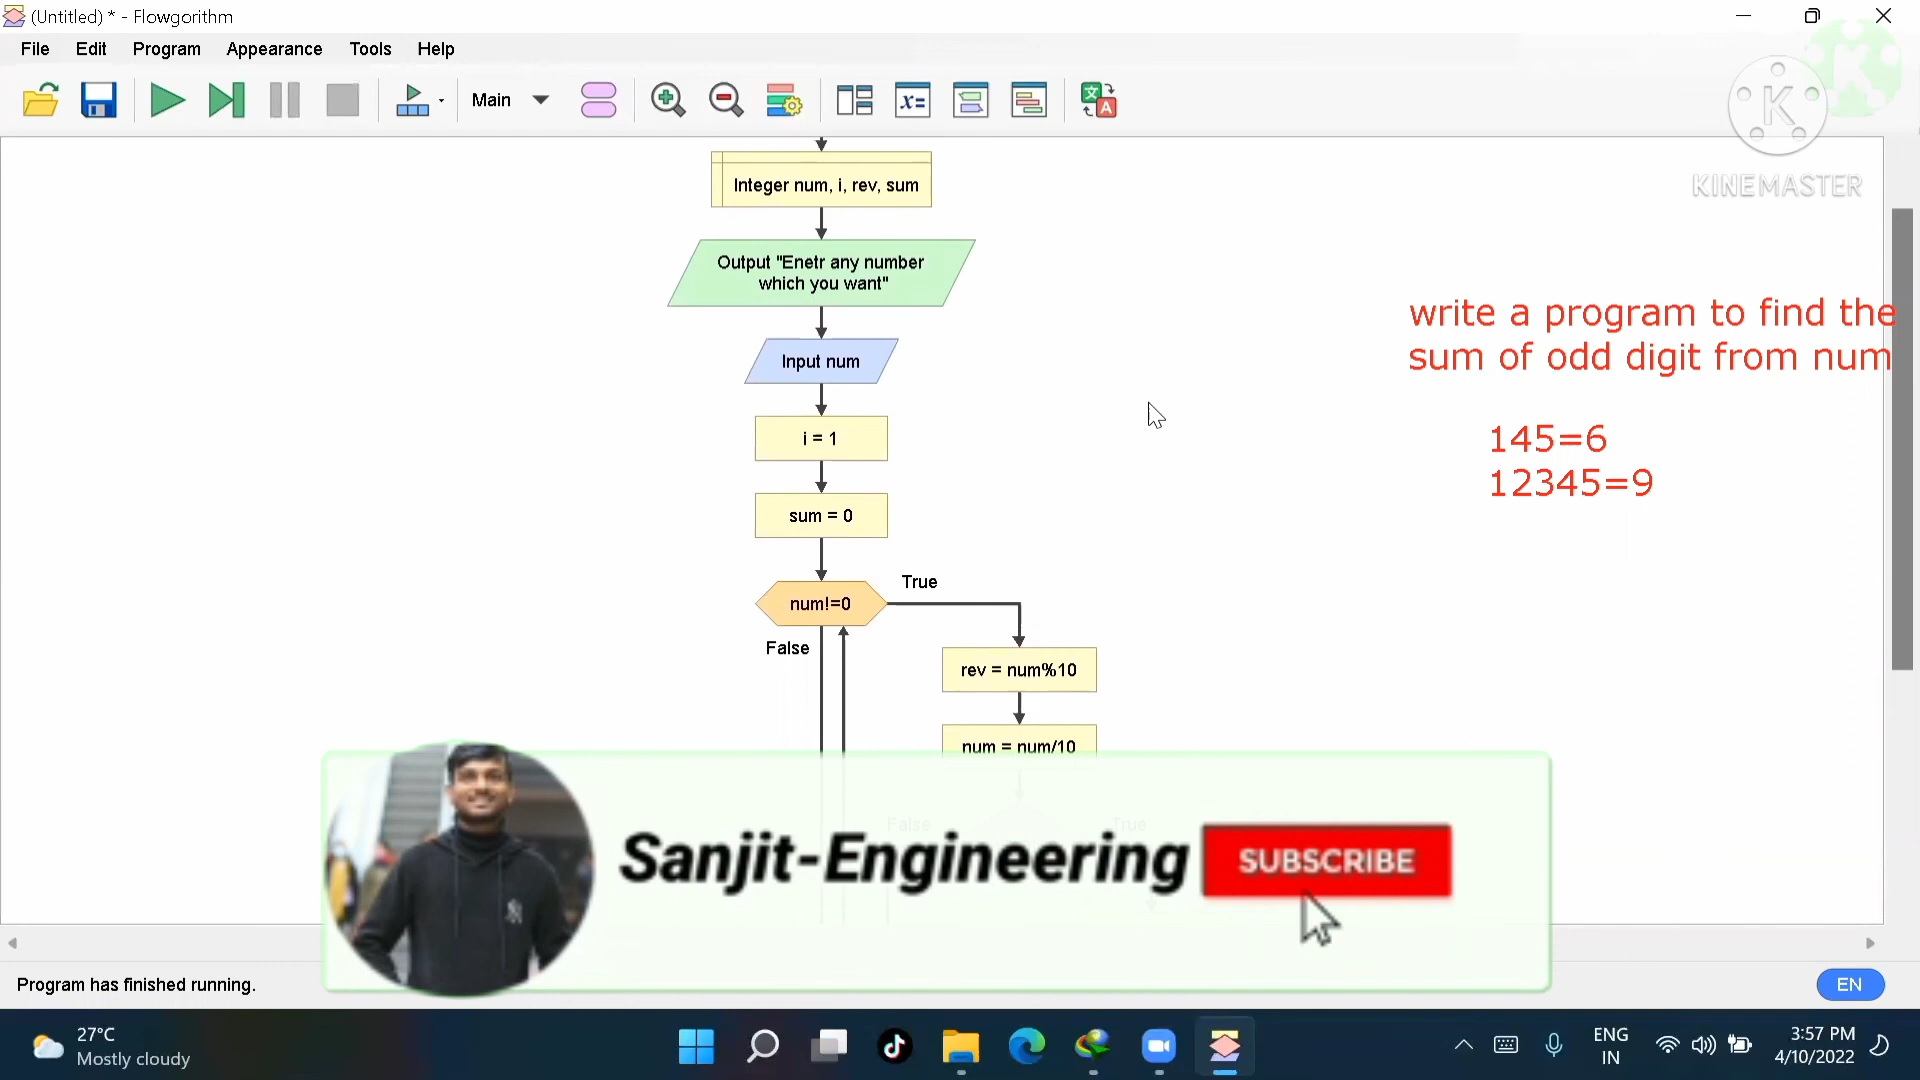 (Untitled) * - Flowgorithm
File Edit Program Appearance Tools Help
Main
x=
文 A
K
KINEMASTER
Integer num, i, rev, sum
Output "Enetr any number
which you want"
Input num
i = 1
sum = 0
num!=0
True
False
rev = num%10
num = num/10
False
True
write a program to find the
sum of odd digit from num
145=6
12345=9
Sanjit-Engineering
SUBSCRIBE
Program has finished running.
EN
27°C
Mostly cloudy
ENG
IN
3:57 PM
4/10/2022